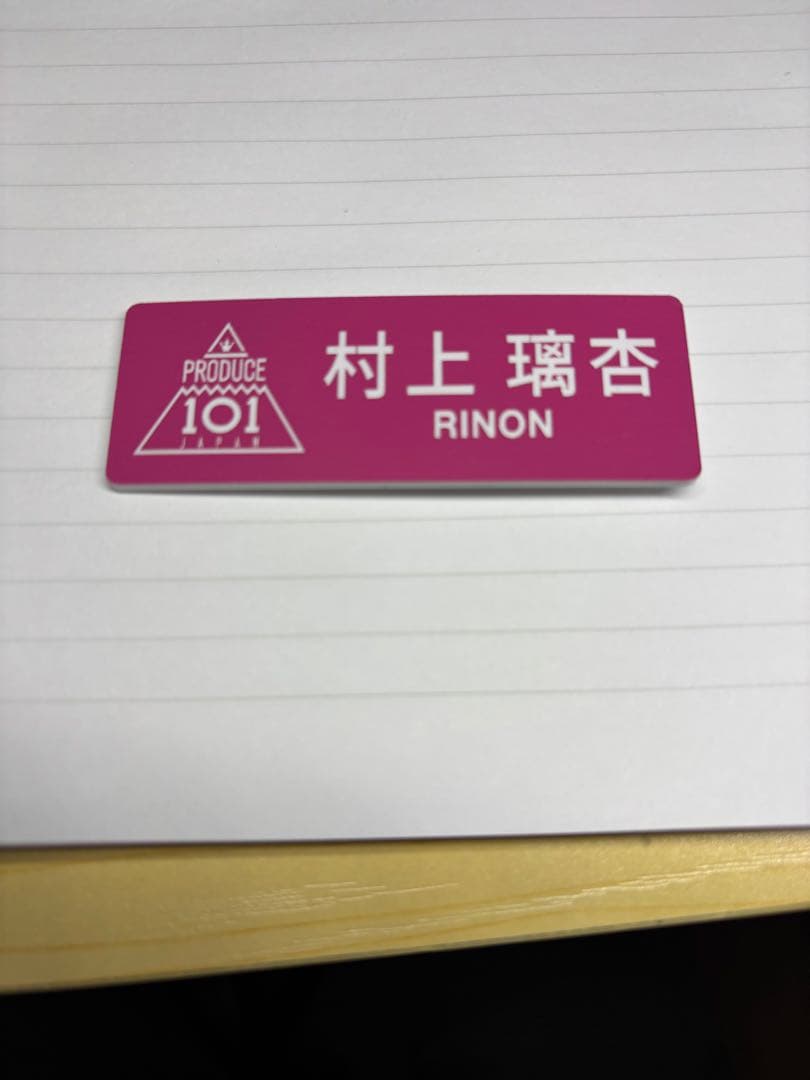 PRODUCE
101
JAPAN
村上 璃杏
RINON